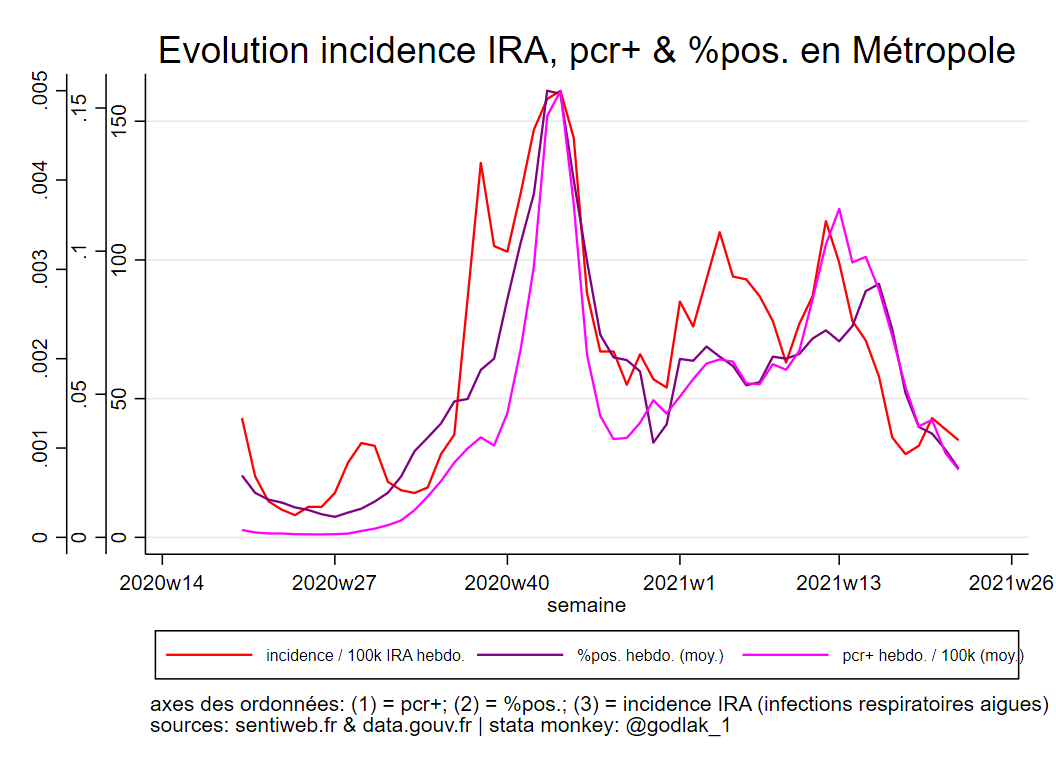 Evolution incidence IRA, pcr+ & %pos. en Métropole
.005
.004
.003
.002
.001
0
.15
.1
.05
0
150
100
50
0
2020w14 2020w27 2020w40 2021w1 2021w13 2021w26
semaine
incidence / 100k IRA hebdo. %pos. hebdo. (moy.) pcr+ hebdo. / 100k (moy.)
axes des ordonnées: (1) = pcr+; (2) = %pos.; (3) = incidence IRA (infections respiratoires aigues)
sources: sentiweb.fr & data.gouv.fr | stata monkey: @godlak_1